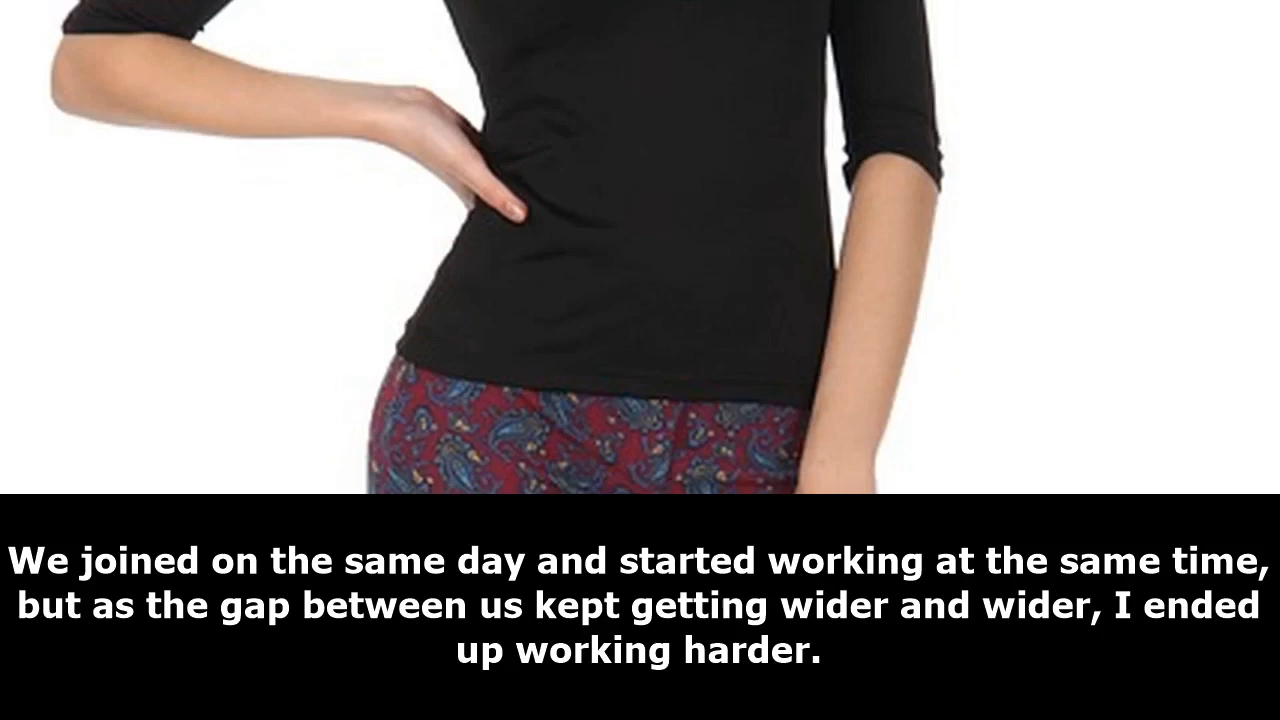 We joined on the same day and started working at the same time,
but as the gap between us kept getting wider and wider, I ended
up working harder.